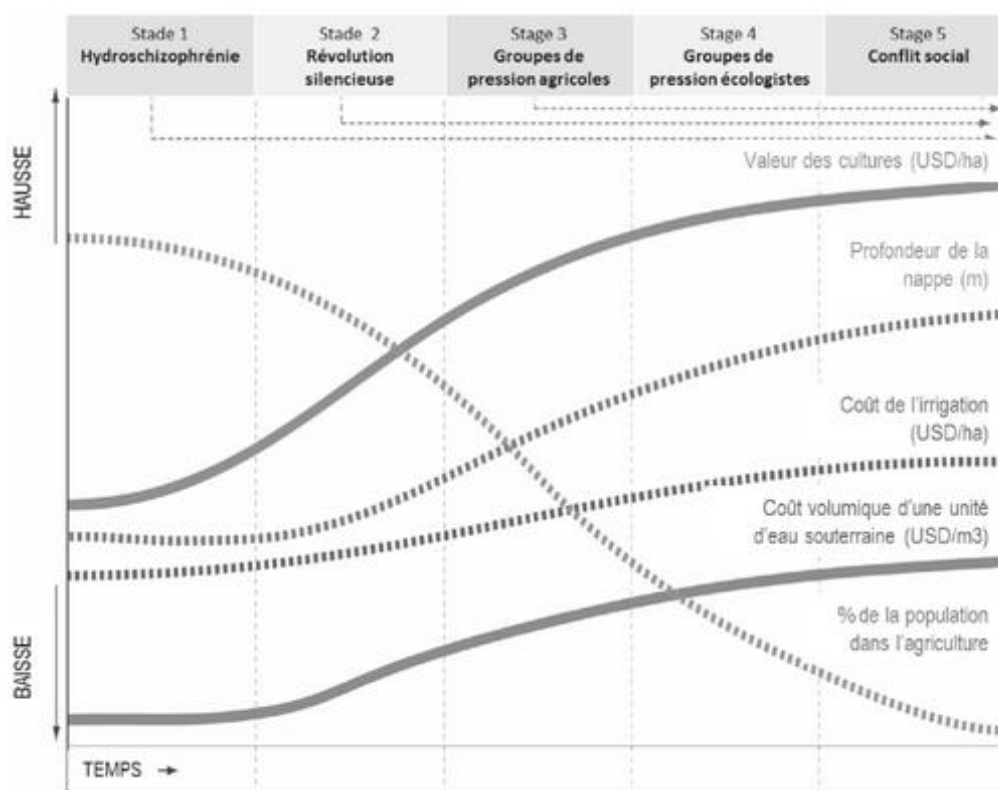 Stade 1
Hydroschizophrénie
Stade 2
Révolution
silencieuse
Stage 3
Groupes de
pression agricoles
Stage 4
Groupes de
pression écologistes
Stage 5
Conflit social
HAUSSE
Valeur des cultures (USD/ha)
Profondeur de la
nappe (m)
Coût de l'irrigation
(USD/ha)
Coût volumique d'une unité
d'eau souterraine (USD/m3)
% de la population
dans l'agriculture
BAISSE
TEMPS